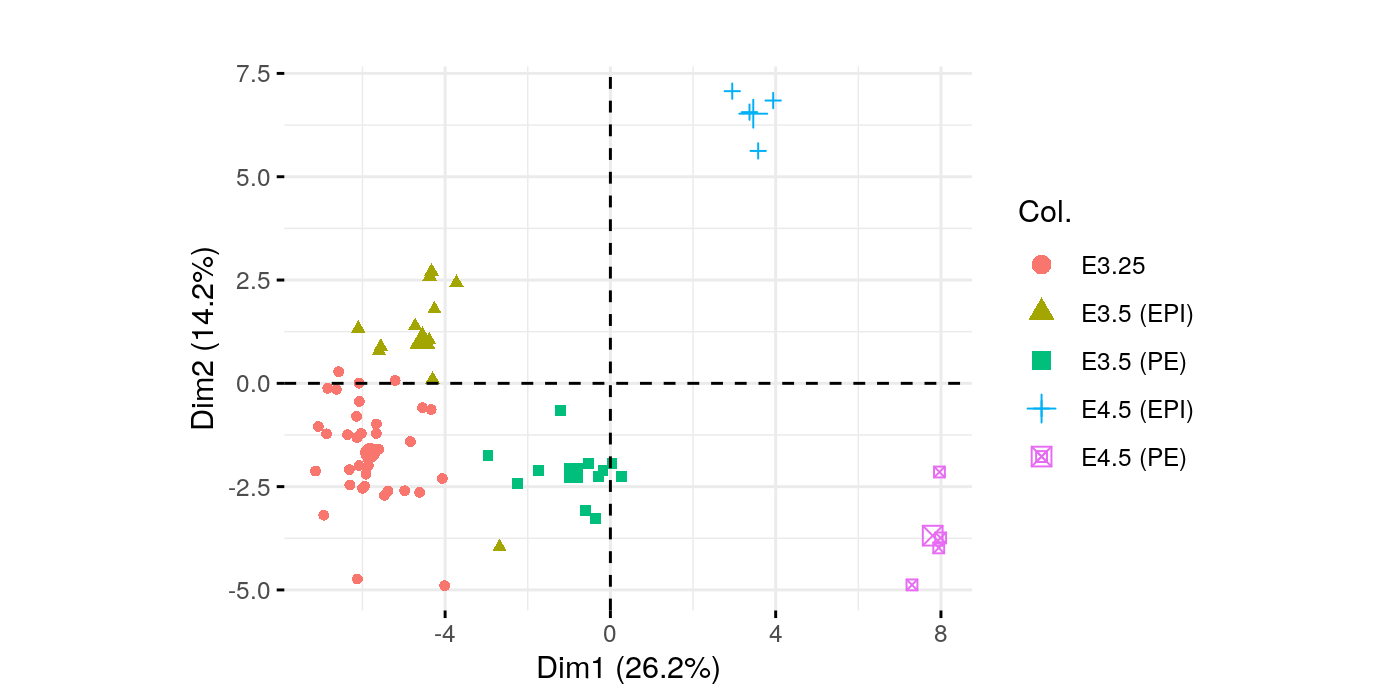 7.5
5.0
2.5
0.0
-2.5
-5.0
Dim2 (14.2%)
-4
0
4
8
Dim1 (26.2%)
Col.
E3.25
E3.5 (EPI)
E3.5 (PE)
E4.5 (EPI)
E4.5 (PE)